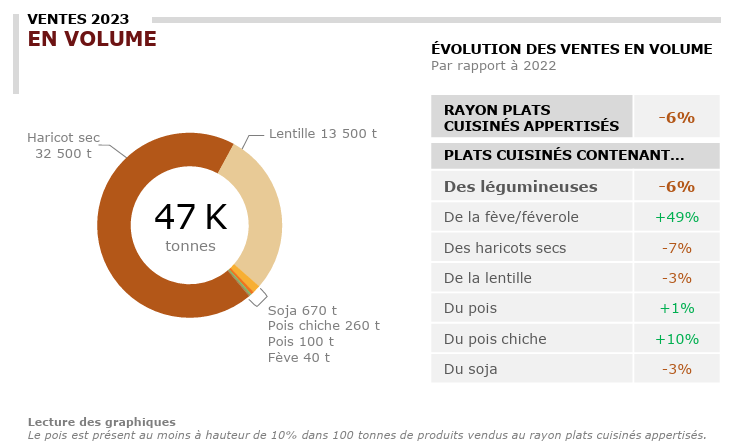 VENTES 2023
EN VOLUME
ÉVOLUTION DES VENTES EN VOLUME
Par rapport à 2022
Haricot sec
32 500 t
Lentille 13 500 t
47 K
tonnes
Soja 670 t
Pois chiche 260 t
Pois 100 t
Fève 40 t
RAYON PLATS
CUISINÉS APPERTISÉS
-6%
PLATS CUISINÉS CONTENANT...
Des légumineuses -6%
De la fève/féverole +49%
Des haricots secs -7%
De la lentille -3%
Du pois +1%
Du pois chiche +10%
Du soja -3%
Lecture des graphiques
Le pois est présent au moins à hauteur de 10% dans 100 tonnes de produits vendus au rayon plats cuisinés appertisés.